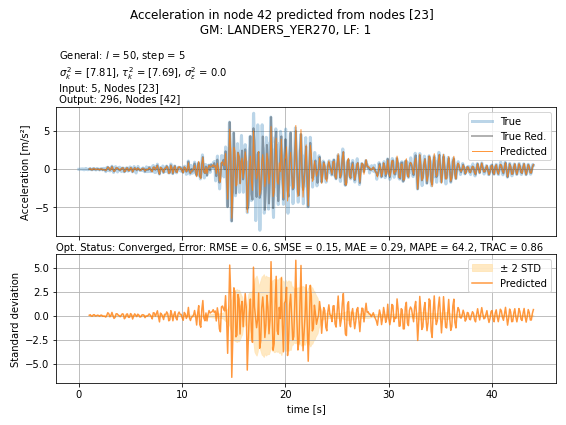 Acceleration in node 42 predicted from nodes [23]
GM: LANDERS_YER270, LF: 1
General: l = 50, step = 5
σ²ₖ = [7.81], τ²ₖ = [7.69], σ²ε = 0.0
Input: 5, Nodes [23]
Output: 296, Nodes [42]
True
True Red.
Predicted
Acceleration [m/s²]
5
0
−5
Opt. Status: Converged, Error: RMSE = 0.6, SMSE = 0.15, MAE = 0.29, MAPE = 64.2, TRAC = 0.86
± 2 STD
Predicted
Standard deviation
5.0
2.5
0.0
−2.5
−5.0
0 10 20 30 40
time [s]